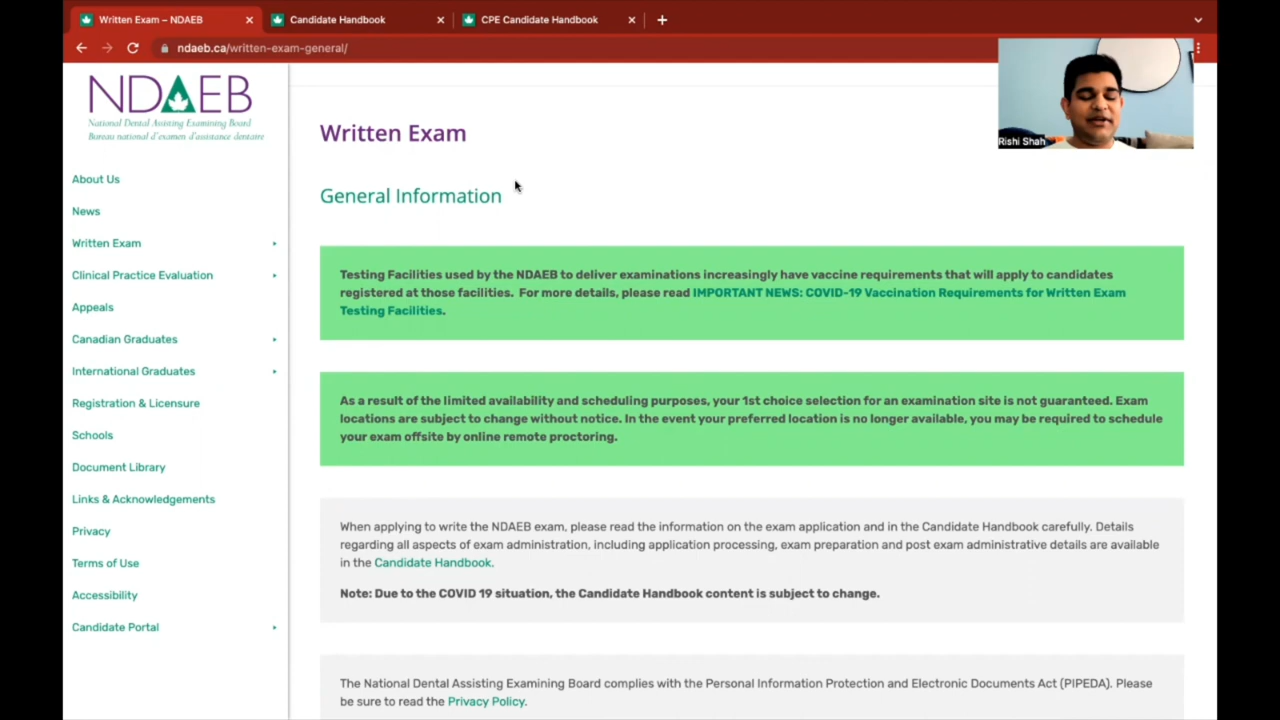 Written Exam – NDAEB
Candidate Handbook
CPE Candidate Handbook
ndaeb.ca/written-exam-general/
NDAEB
National Dental Assisting Examining Board
Bureau national d'examen d'assistance dentaire
About Us
News
Written Exam
Clinical Practice Evaluation
Appeals
Canadian Graduates
International Graduates
Registration & Licensure
Schools
Document Library
Links & Acknowledgements
Privacy
Terms of Use
Accessibility
Candidate Portal
Rishi Shah
Written Exam
General Information
Testing Facilities used by the NDAEB to deliver examinations increasingly have vaccine requirements that will apply to candidates
registered at those facilities. For more details, please read IMPORTANT NEWS: COVID-19 Vaccination Requirements for Written Exam
Testing Facilities.
As a result of the limited availability and scheduling purposes, your 1st choice selection for an examination site is not guaranteed. Exam
locations are subject to change without notice. In the event your preferred location is no longer available, you may be required to schedule
your exam offsite by online remote proctoring.
When applying to write the NDAEB exam, please read the information on the exam application and in the Candidate Handbook carefully. Details
regarding all aspects of exam administration, including application processing, exam preparation and post exam administrative details are available
in the Candidate Handbook.
Note: Due to the COVID 19 situation, the Candidate Handbook content is subject to change.
The National Dental Assisting Examining Board complies with the Personal Information Protection and Electronic Documents Act (PIPEDA). Please
be sure to read the Privacy Policy.